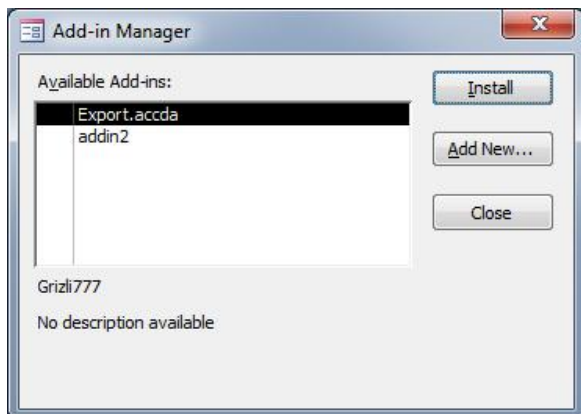 Add-in Manager
Available Add-ins:
Export.accda
addin2
Install
Add New...
Close
Grizli777
No description available